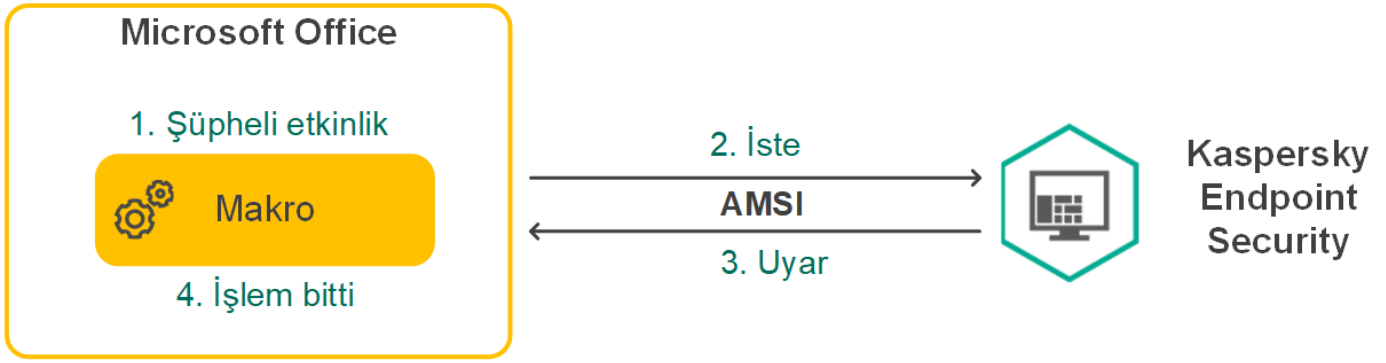 Microsoft Office
1. Şüpheli etkinlik
Makro
4. İşlem bitti
2. İste
AMSI
3. Uyar
Kaspersky
Endpoint
Security